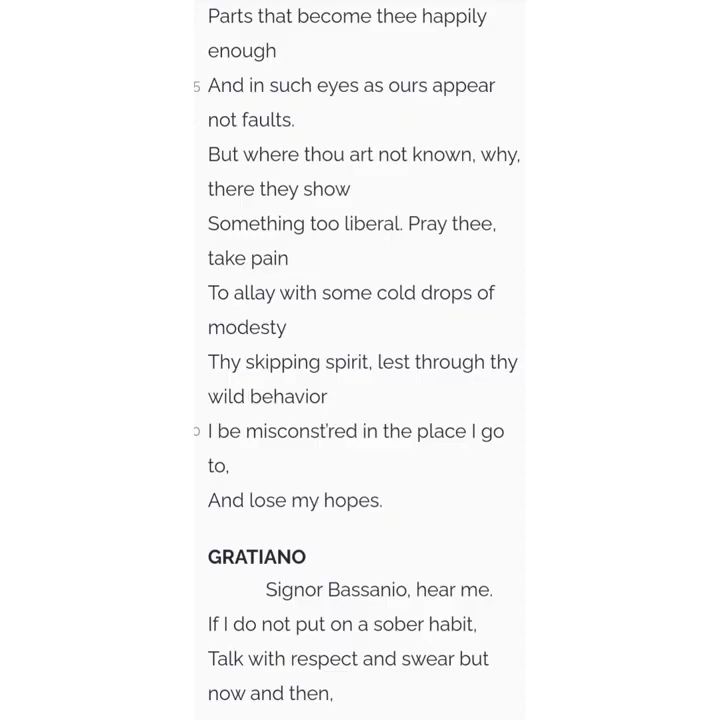 Parts that become thee happily
enough
5 And in such eyes as ours appear
not faults.
But where thou art not known, why,
there they show
Something too liberal. Pray thee,
take pain
To allay with some cold drops of
modesty
Thy skipping spirit, lest through thy
wild behavior
0 I be misconst'red in the place I go
to,
And lose my hopes.
GRATIANO
Signor Bassanio, hear me.
If I do not put on a sober habit,
Talk with respect and swear but
now and then,